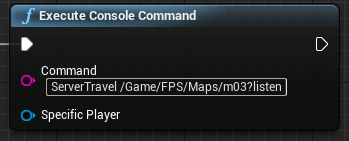 f Execute Console Command
Command
ServerTravel /Game/FPS/Maps/m03?listen
Specific Player